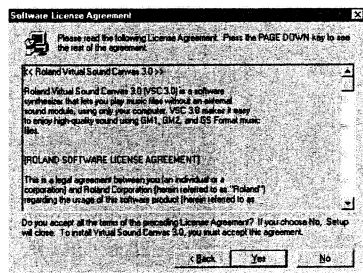 Software License Agreement
Please read the following License Agreement. Press the PAGE DOWN key to see
the rest of the agreement.
<< Roland Virtual Sound Canvas 3.0 >>
Roland Virtual Sound Canvas 3.0 (VSC 3.0) is a software
synthesizer that lets you play music files without an external
sound module, using only your computer. VSC 3.0 makes it easy
to enjoy high-quality sound using GM1, GM2, and GS Format music
files.
[ROLAND SOFTWARE LICENSE AGREEMENT]
This is a legal agreement between you (an individual or a
corporation) and Roland Corporation (herein referred to as "Roland")
regarding the usage of this software product (herein referred to as
Do you accept all the terms of the preceding License Agreement? If you choose No, Setup
will close. To install Virtual Sound Canvas 3.0, you must accept this agreement.
< Back
Yes
No